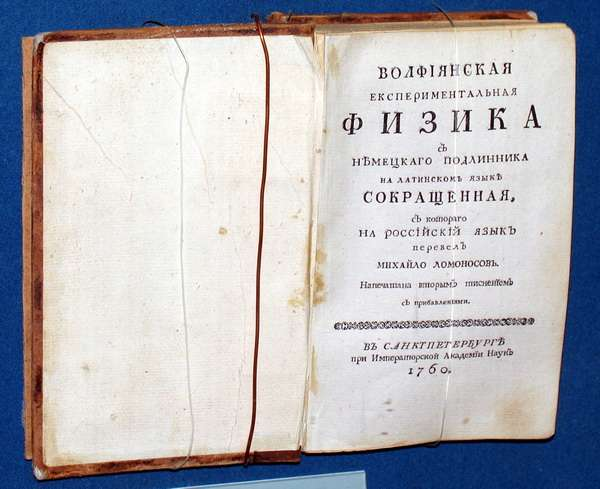 ВОЛФІЯНСКАЯ
ЕКСПЕРИМЕНТАЛЬНАЯ
ФИЗИКА
съ
НѢМЕЦКАГО ПОДЛИННИКА
НА ЛАТИНСКОМЪ ЯЗЫКѢ
СОКРАЩЕННАЯ,
съ котораго
НА РОССІЙСКІЙ ЯЗЫКЪ
перевелъ
МИХАЙЛО ЛОМОНОСОВЪ.
Напечатана вторымъ тисненіемъ
съ прибавленіями.
ВЪ САНКТПЕТЕРБУРГѢ
при Императорской Академіи Наукъ
1760.